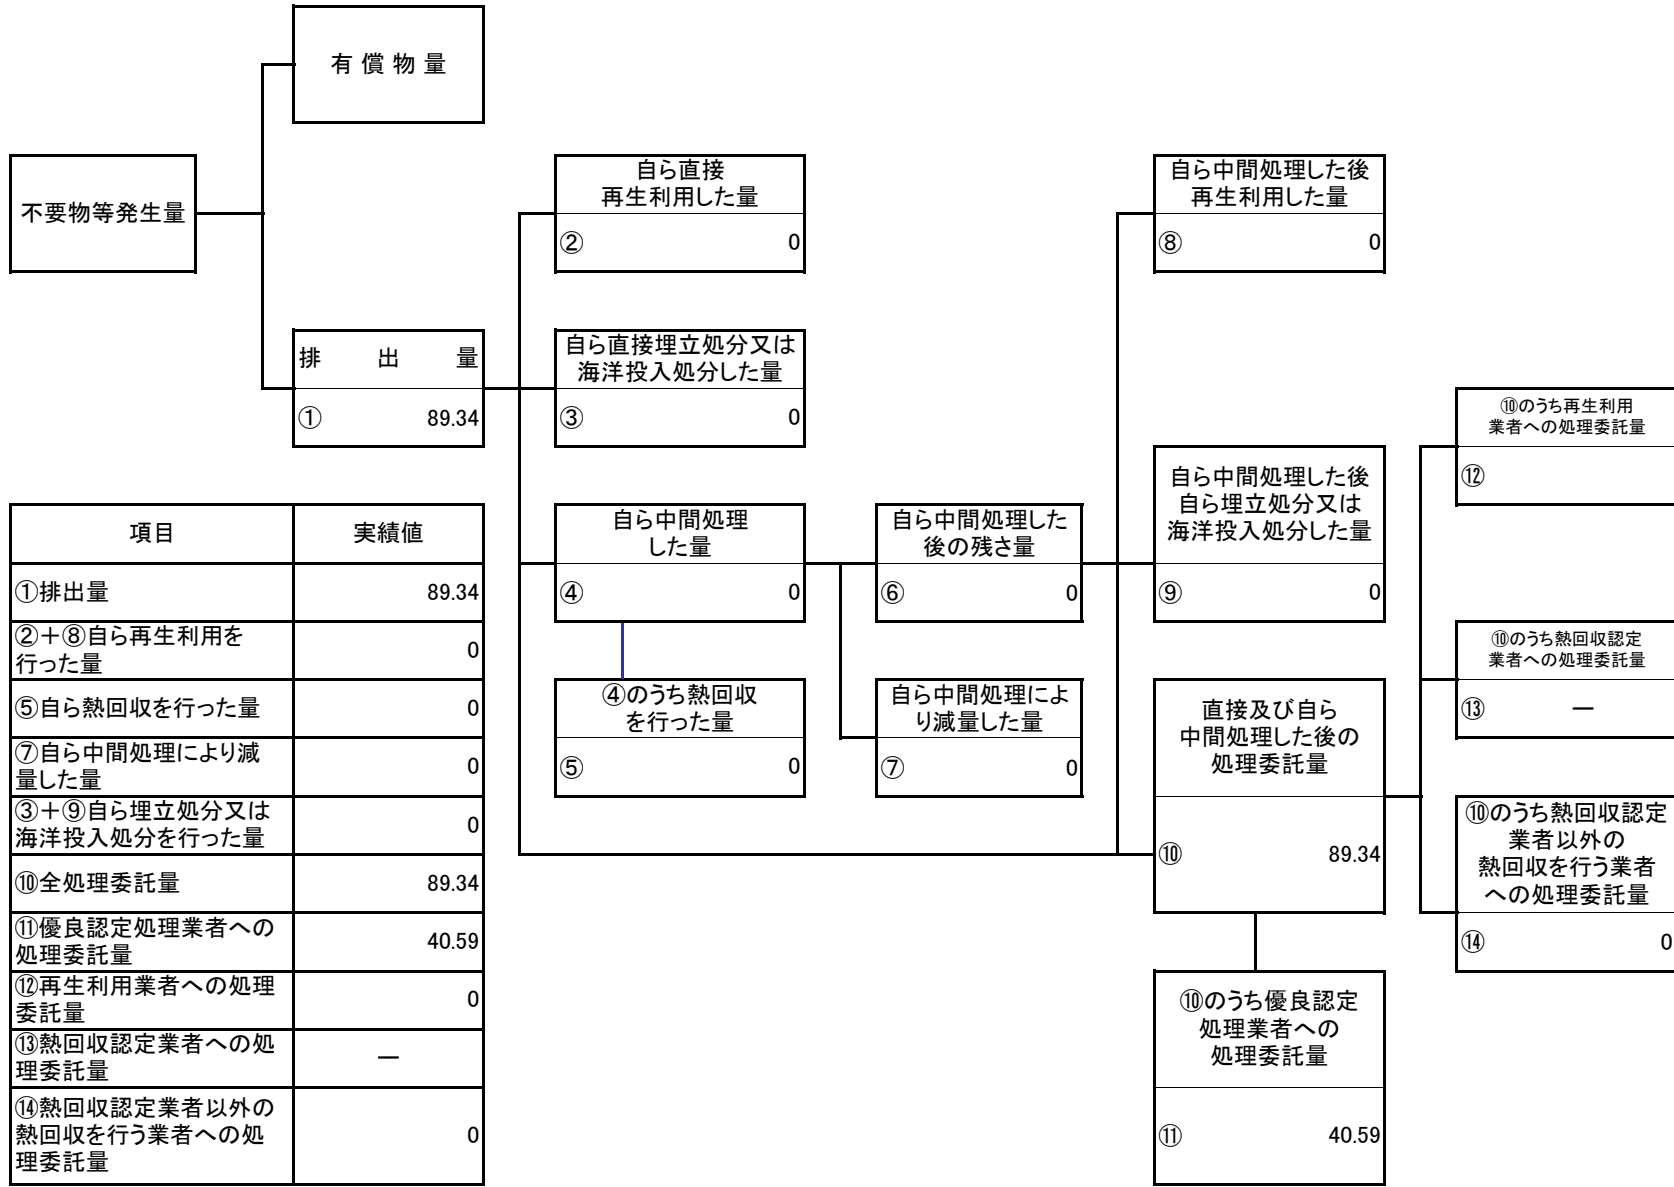 有償物量
不要物等発生量
排出量
① 89.34
自ら直接
再生利用した量
② 0
自ら直接埋立処分又は
海洋投入処分した量
③ 0
自ら中間処理
した量
④ 0
④のうち熱回収
を行った量
⑤ 0
自ら中間処理した
後の残さ量
⑥ 0
自ら中間処理によ
り減量した量
⑦ 0
自ら中間処理した後
再生利用した量
⑧ 0
自ら中間処理した後
自ら埋立処分又は
海洋投入処分した量
⑨ 0
直接及び自ら
中間処理した後の
処理委託量
⑩ 89.34
⑩のうち優良認定
処理業者への
処理委託量
⑪ 40.59
⑩のうち再生利用
業者への処理委託量
⑫
⑩のうち熱回収認定
業者への処理委託量
⑬ ー
⑩のうち熱回収認定
業者以外の
熱回収を行う業者
への処理委託量
⑭ 0
項目 実績値
①排出量 89.34
②+⑧自ら再生利用を
行った量 0
⑤自ら熱回収を行った量 0
⑦自ら中間処理により減
量した量 0
③+⑨自ら埋立処分又は
海洋投入処分を行った量 0
⑩全処理委託量 89.34
⑪優良認定処理業者への
処理委託量 40.59
⑫再生利用業者への処理
委託量 0
⑬熱回収認定業者への処
理委託量 ー
⑭熱回収認定業者以外の
熱回収を行う業者への処
理委託量 0